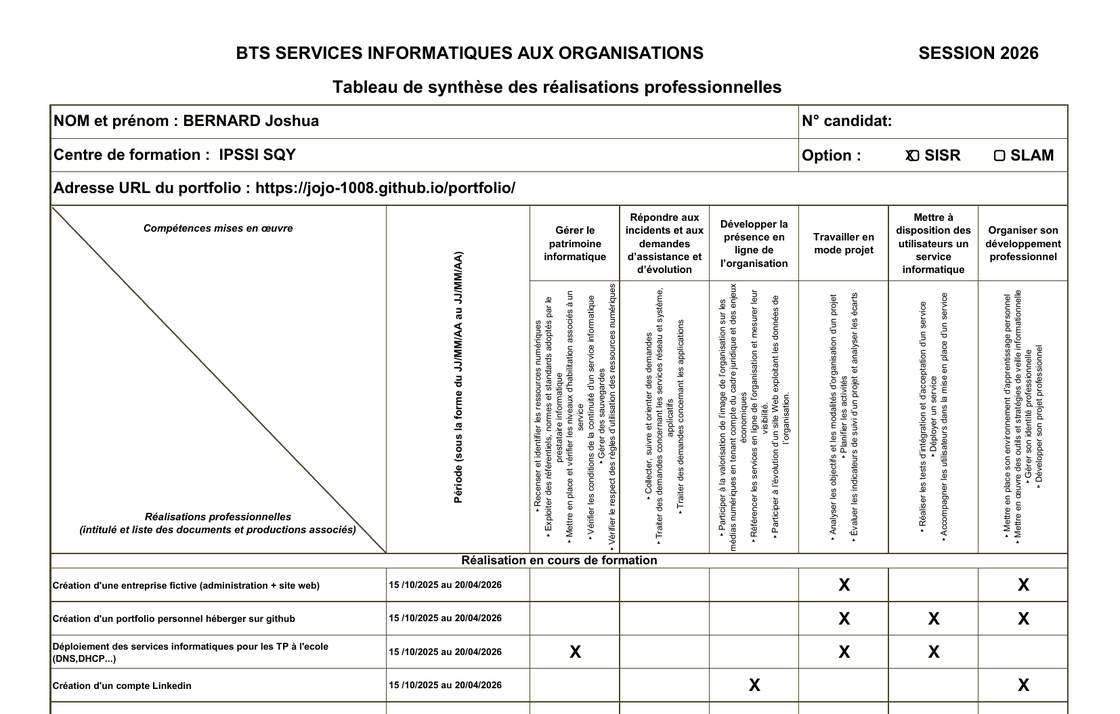 BTS SERVICES INFORMATIQUES AUX ORGANISATIONS
SESSION 2026
Tableau de synthèse des réalisations professionnelles
NOM et prénom : BERNARD Joshua
N° candidat:
Centre de formation : IPSSI SQY
Option :
X☐ SISR
☐ SLAM
Adresse URL du portfolio : https://jojo-1008.github.io/portfolio/
Compétences mises en œuvre
Réalisations professionnelles
(intitulé et liste des documents et productions associés)
Période (sous la forme du JJ/MM/AA au JJ/MM/AA)
Gérer le
patrimoine
informatique
Répondre aux
incidents et aux
demandes
d'assistance et
d'évolution
Développer la
présence en
ligne de
l'organisation
Travailler en
mode projet
Mettre à
disposition des
utilisateurs un
service
informatique
Organiser son
développement
professionnel
‣ Recenser et identifier les ressources numériques
‣ Exploiter des référentiels, normes et standards adoptés par le
prestataire informatique
‣ Mettre en place et vérifier les niveaux d'habilitation associés à un
service
‣ Vérifier les conditions de la continuité d'un service informatique
‣ Gérer des sauvegardes
‣ Vérifier le respect des règles d'utilisation des ressources numériques
‣ Collecter, suivre et orienter des demandes
‣ Traiter des demandes concernant les services réseau et système,
applicatifs
‣ Traiter des demandes concernant les applications
‣ Participer à la valorisation de l'image de l'organisation sur les
médias numériques en tenant compte du cadre juridique et des enjeux
économiques
‣ Référencer les services en ligne de l'organisation et mesurer leur
visibilité.
‣ Participer à l'évolution d'un site Web exploitant les données de
l'organisation.
‣ Analyser les objectifs et les modalités d'organisation d'un projet
‣ Planifier les activités
‣ Évaluer les indicateurs de suivi d'un projet et analyser les écarts
‣ Réaliser les tests d'intégration et d'acceptation d'un service
‣ Déployer un service
‣ Accompagner les utilisateurs dans la mise en place d'un service
‣ Mettre en place son environnement d'apprentissage personnel
‣ Mettre en œuvre des outils et stratégies de veille informationnelle
‣ Gérer son identité professionnelle
‣ Développer son projet professionnel
Réalisation en cours de formation
Création d'une entreprise fictive (administration + site web)
15 /10/2025 au 20/04/2026
X
X
Création d'un portfolio personnel héberger sur github
15 /10/2025 au 20/04/2026
X
X
X
Déploiement des services informatiques pour les TP à l'ecole
(DNS,DHCP...)
15 /10/2025 au 20/04/2026
X
X
X
Création d'un compte Linkedin
15 /10/2025 au 20/04/2026
X
X